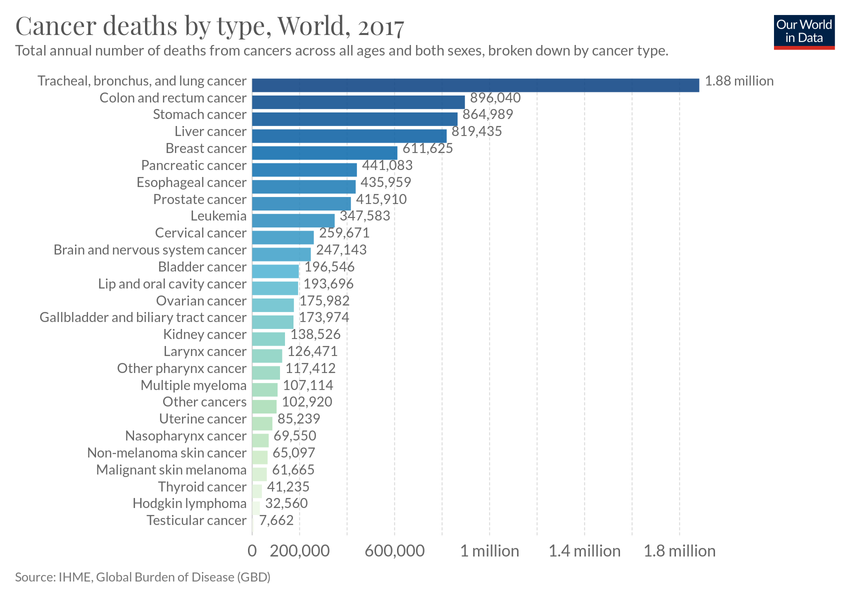 Cancer deaths by type, World, 2017
Total annual number of deaths from cancers across all ages and both sexes, broken down by cancer type.
Our World
in Data
Tracheal, bronchus, and lung cancer 1.88 million
Colon and rectum cancer 896,040
Stomach cancer 864,989
Liver cancer 819,435
Breast cancer 611,625
Pancreatic cancer 441,083
Esophageal cancer 435,959
Prostate cancer 415,910
Leukemia 347,583
Cervical cancer 259,671
Brain and nervous system cancer 247,143
Bladder cancer 196,546
Lip and oral cavity cancer 193,696
Ovarian cancer 175,982
Gallbladder and biliary tract cancer 173,974
Kidney cancer 138,526
Larynx cancer 126,471
Other pharynx cancer 117,412
Multiple myeloma 107,114
Other cancers 102,920
Uterine cancer 85,239
Nasopharynx cancer 69,550
Non-melanoma skin cancer 65,097
Malignant skin melanoma 61,665
Thyroid cancer 41,235
Hodgkin lymphoma 32,560
Testicular cancer 7,662
0 200,000 600,000 1 million 1.4 million 1.8 million
Source: IHME, Global Burden of Disease (GBD)